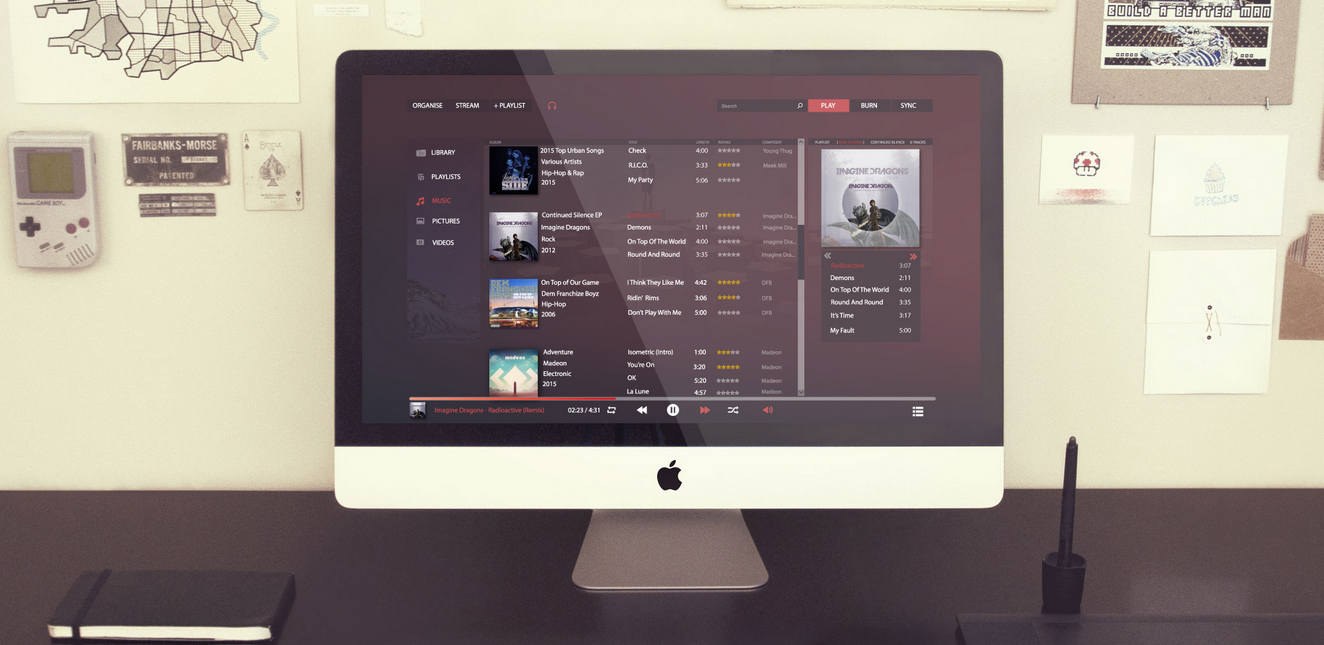 BUILD A BETTER MAN
FAIRBANKS-MORSE
SERIAL NO.
PATENTED
GAME BOY
A
ORGANISE STREAM + PLAYLIST
Search
PLAY BURN SYNC
LIBRARY
PLAYLISTS
MUSIC
PICTURES
VIDEOS
ALBUM TITLE LENGTH RATING COMPOSER
2015 Top Urban Songs Check 4:00 Young Thug
Various Artists R.I.C.O. 3:33 Meek Mill
Hip-Hop & Rap My Party 5:06
2015
SIDE
Continued Silence EP 3:07 Imagine Dra...
Imagine Dragons Demons 2:11 Imagine Dra...
Rock On Top Of The World 4:00 Imagine Dra...
2012 Round And Round 3:35 Imagine Dra...
IMAGINE DRAGONS
On Top of Our Game I Think They Like Me 4:42 DFB
Dem Franchize Boyz Ridin' Rims 3:06 DFB
Hip-Hop Don't Play With Me 5:00 DFB
2006
DEM FRANCHIZE
Adventure Isometric (Intro) 1:00 Madeon
Madeon You're On 3:20 Madeon
Electronic OK 5:20 Madeon
2015 La Lune 4:57 Madeon
madeon
PLAYLIST CONTINUED SILENCE 6 TRACKS
IMAGINE DRAGONS
IMAGINE DRAGONS
Radioactive 3:07
Demons 2:11
On Top Of The World 4:00
Round And Round 3:35
It's Time 3:17
My Fault 5:00
Imagine Dragons - Radioactive (Remix) 02:23 / 4:31